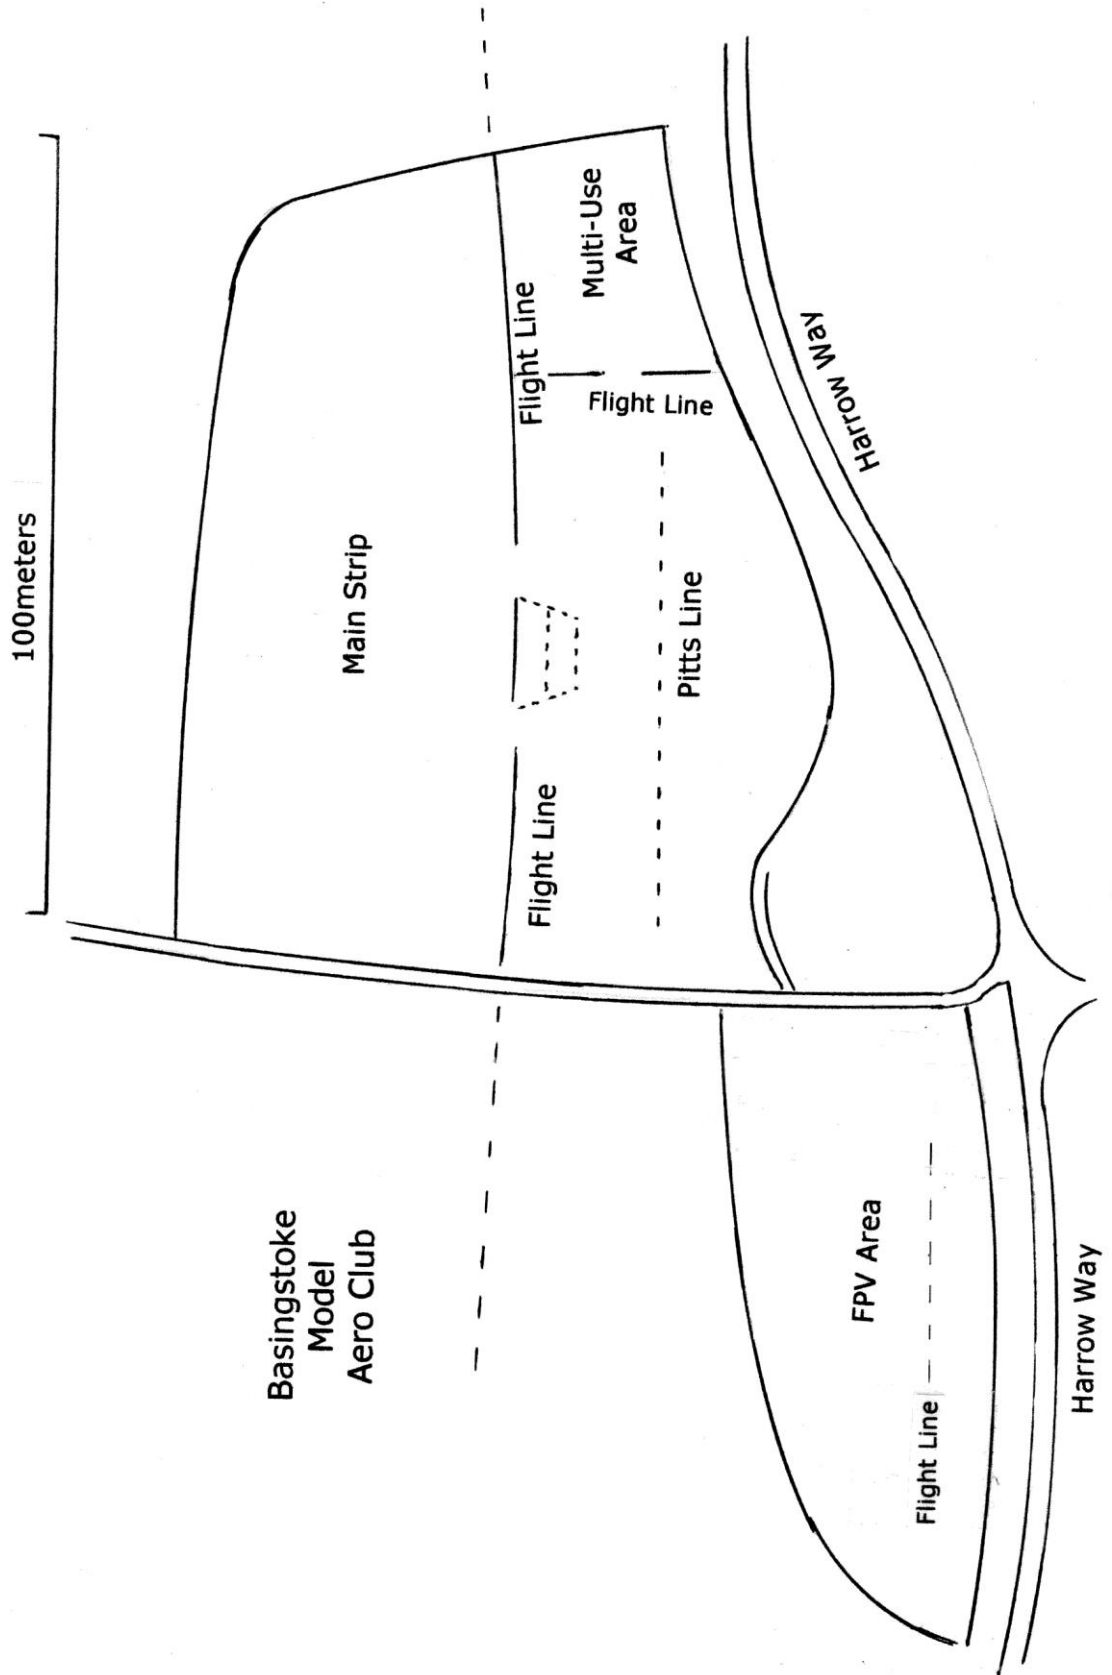 100meters
Basingstoke
Model
Aero Club
Main Strip
Flight Line
Flight Line
Multi-Use
Area
Flight Line
Pitts Line
Harrow Way
FPV Area
Flight Line
Harrow Way